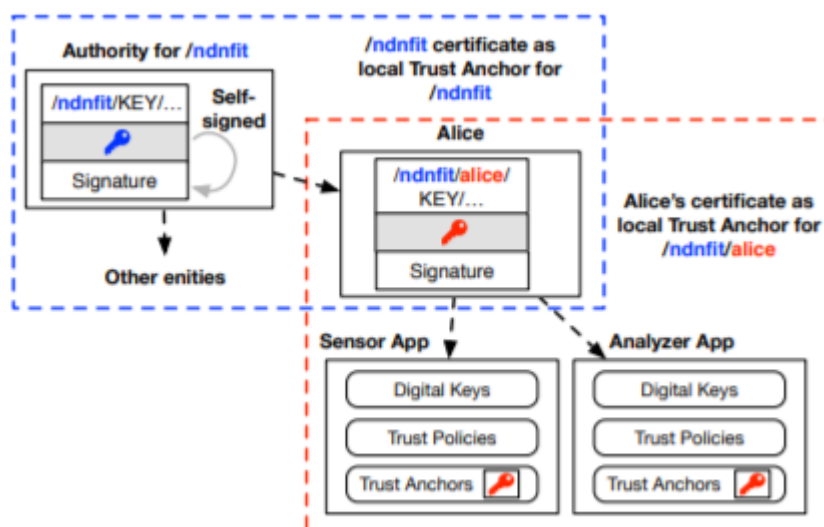 Authority for /ndnfit
/ndnfit/KEY/...
Self-
signed
Signature
/ndnfit certificate as
local Trust Anchor for
/ndnfit
Alice
/ndnfit/alice/
KEY/...
Signature
Other enities
Alice's certificate as
local Trust Anchor for
/ndnfit/alice
Sensor App
Digital Keys
Trust Policies
Trust Anchors
Analyzer App
Digital Keys
Trust Policies
Trust Anchors